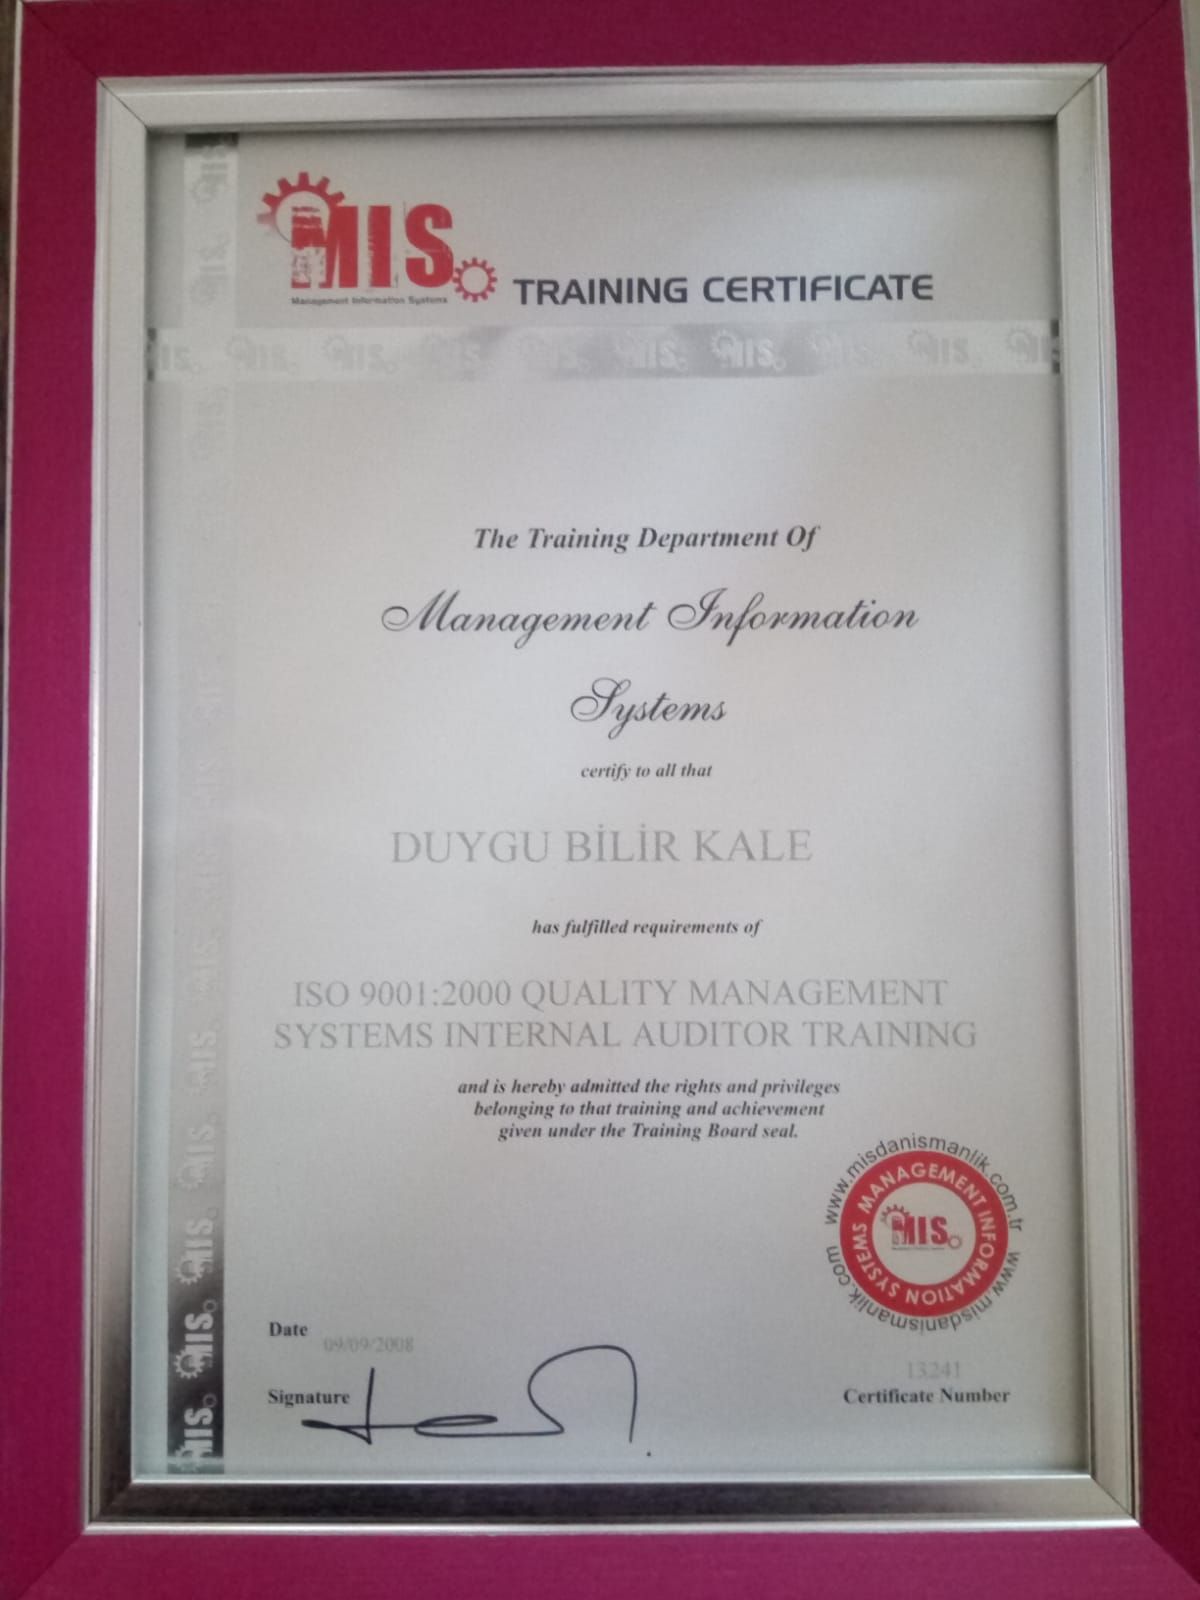 MIS
Management Information Systems
TRAINING CERTIFICATE
The Training Department Of
Management Information
Systems
certify to all that
DUYGU BİLİR KALE
has fulfilled requirements of
ISO 9001:2000 QUALITY MANAGEMENT
SYSTEMS INTERNAL AUDITOR TRAINING
and is hereby admitted the rights and privileges
belonging to that training and achievement
given under the Training Board seal.
www.misdanismanlik.com.tr
www.misdanismanlik.com
MANAGEMENT INFORMATION SYSTEMS
MIS
Date
09/09/2008
Signature
13241
Certificate Number